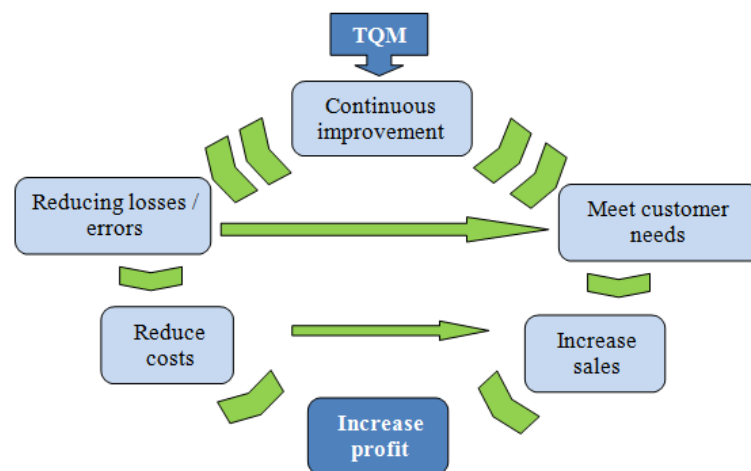 TQM
Continuous
improvement
Reducing losses /
errors
Meet customer
needs
Reduce
costs
Increase
sales
Increase
profit